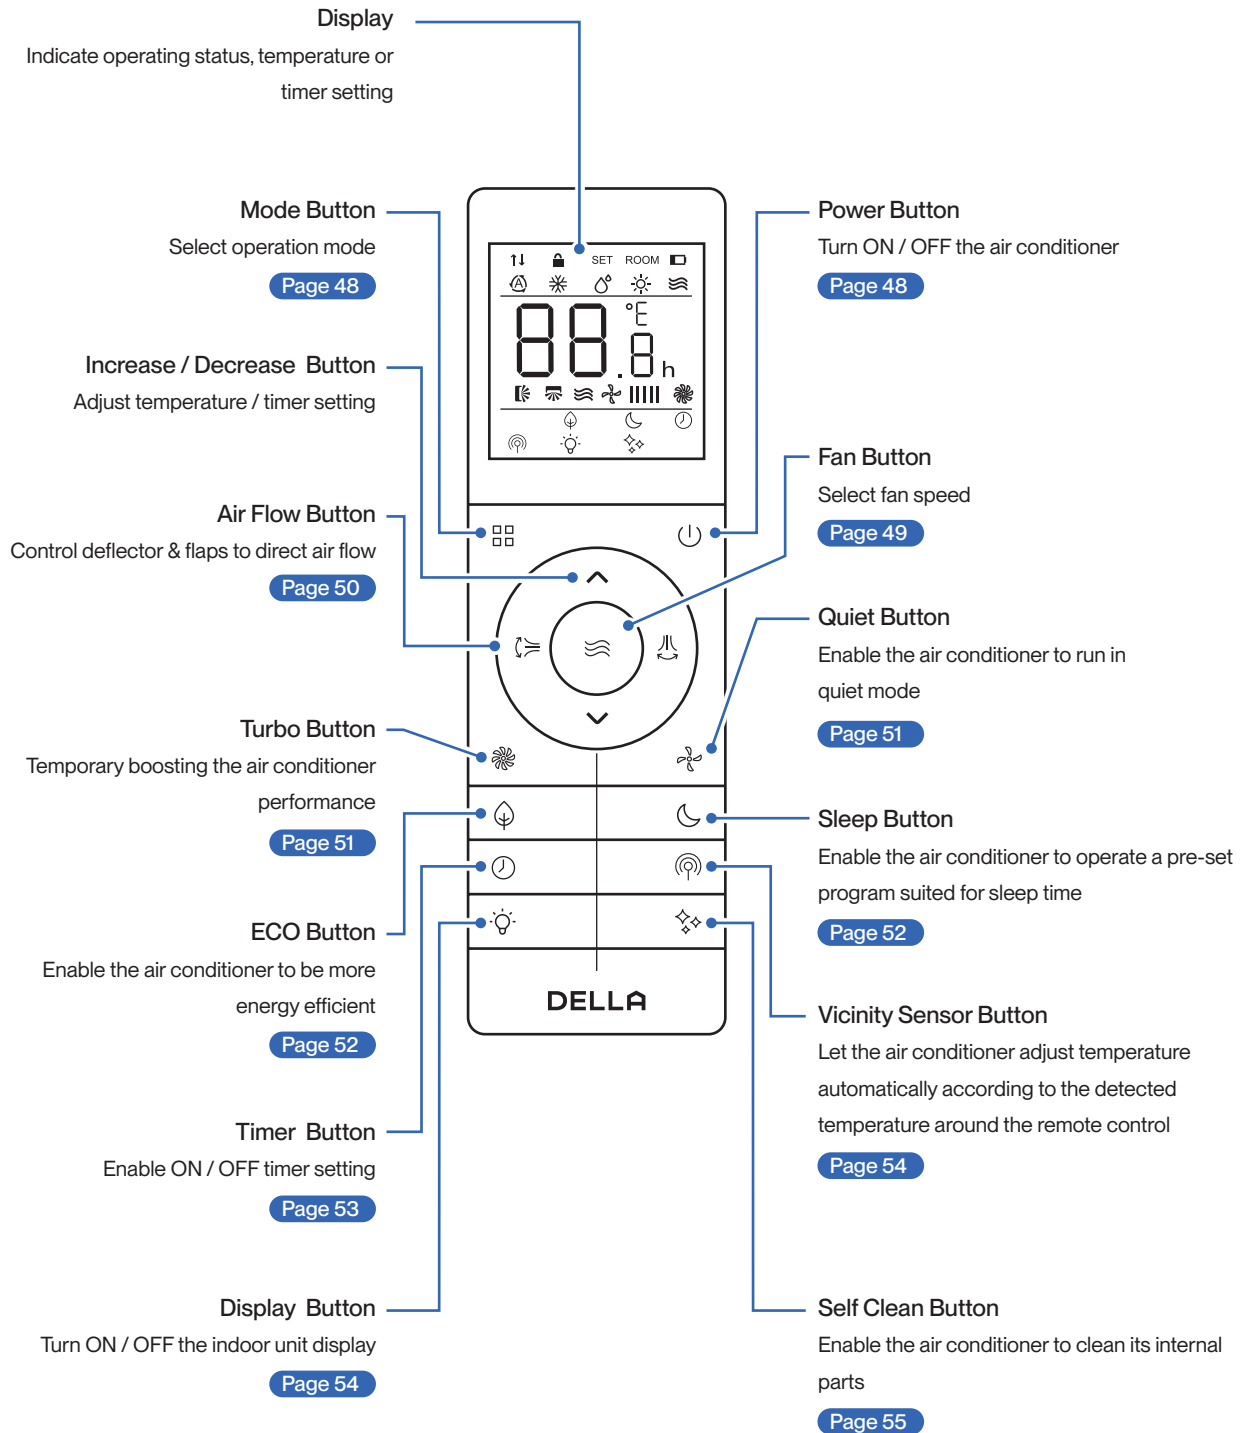 Display
Indicate operating status, temperature or
timer setting
Mode Button
Select operation mode
Page 48
Increase / Decrease Button
Adjust temperature / timer setting
Air Flow Button
Control deflector & flaps to direct air flow
Page 50
Turbo Button
Temporary boosting the air conditioner
performance
Page 51
ECO Button
Enable the air conditioner to be more
energy efficient
Page 52
Timer Button
Enable ON / OFF timer setting
Page 53
Display Button
Turn ON / OFF the indoor unit display
Page 54
SET ROOM
A
88.8h
°E
DELLA
Power Button
Turn ON / OFF the air conditioner
Page 48
Fan Button
Select fan speed
Page 49
Quiet Button
Enable the air conditioner to run in
quiet mode
Page 51
Sleep Button
Enable the air conditioner to operate a pre-set
program suited for sleep time
Page 52
Vicinity Sensor Button
Let the air conditioner adjust temperature
automatically according to the detected
temperature around the remote control
Page 54
Self Clean Button
Enable the air conditioner to clean its internal
parts
Page 55